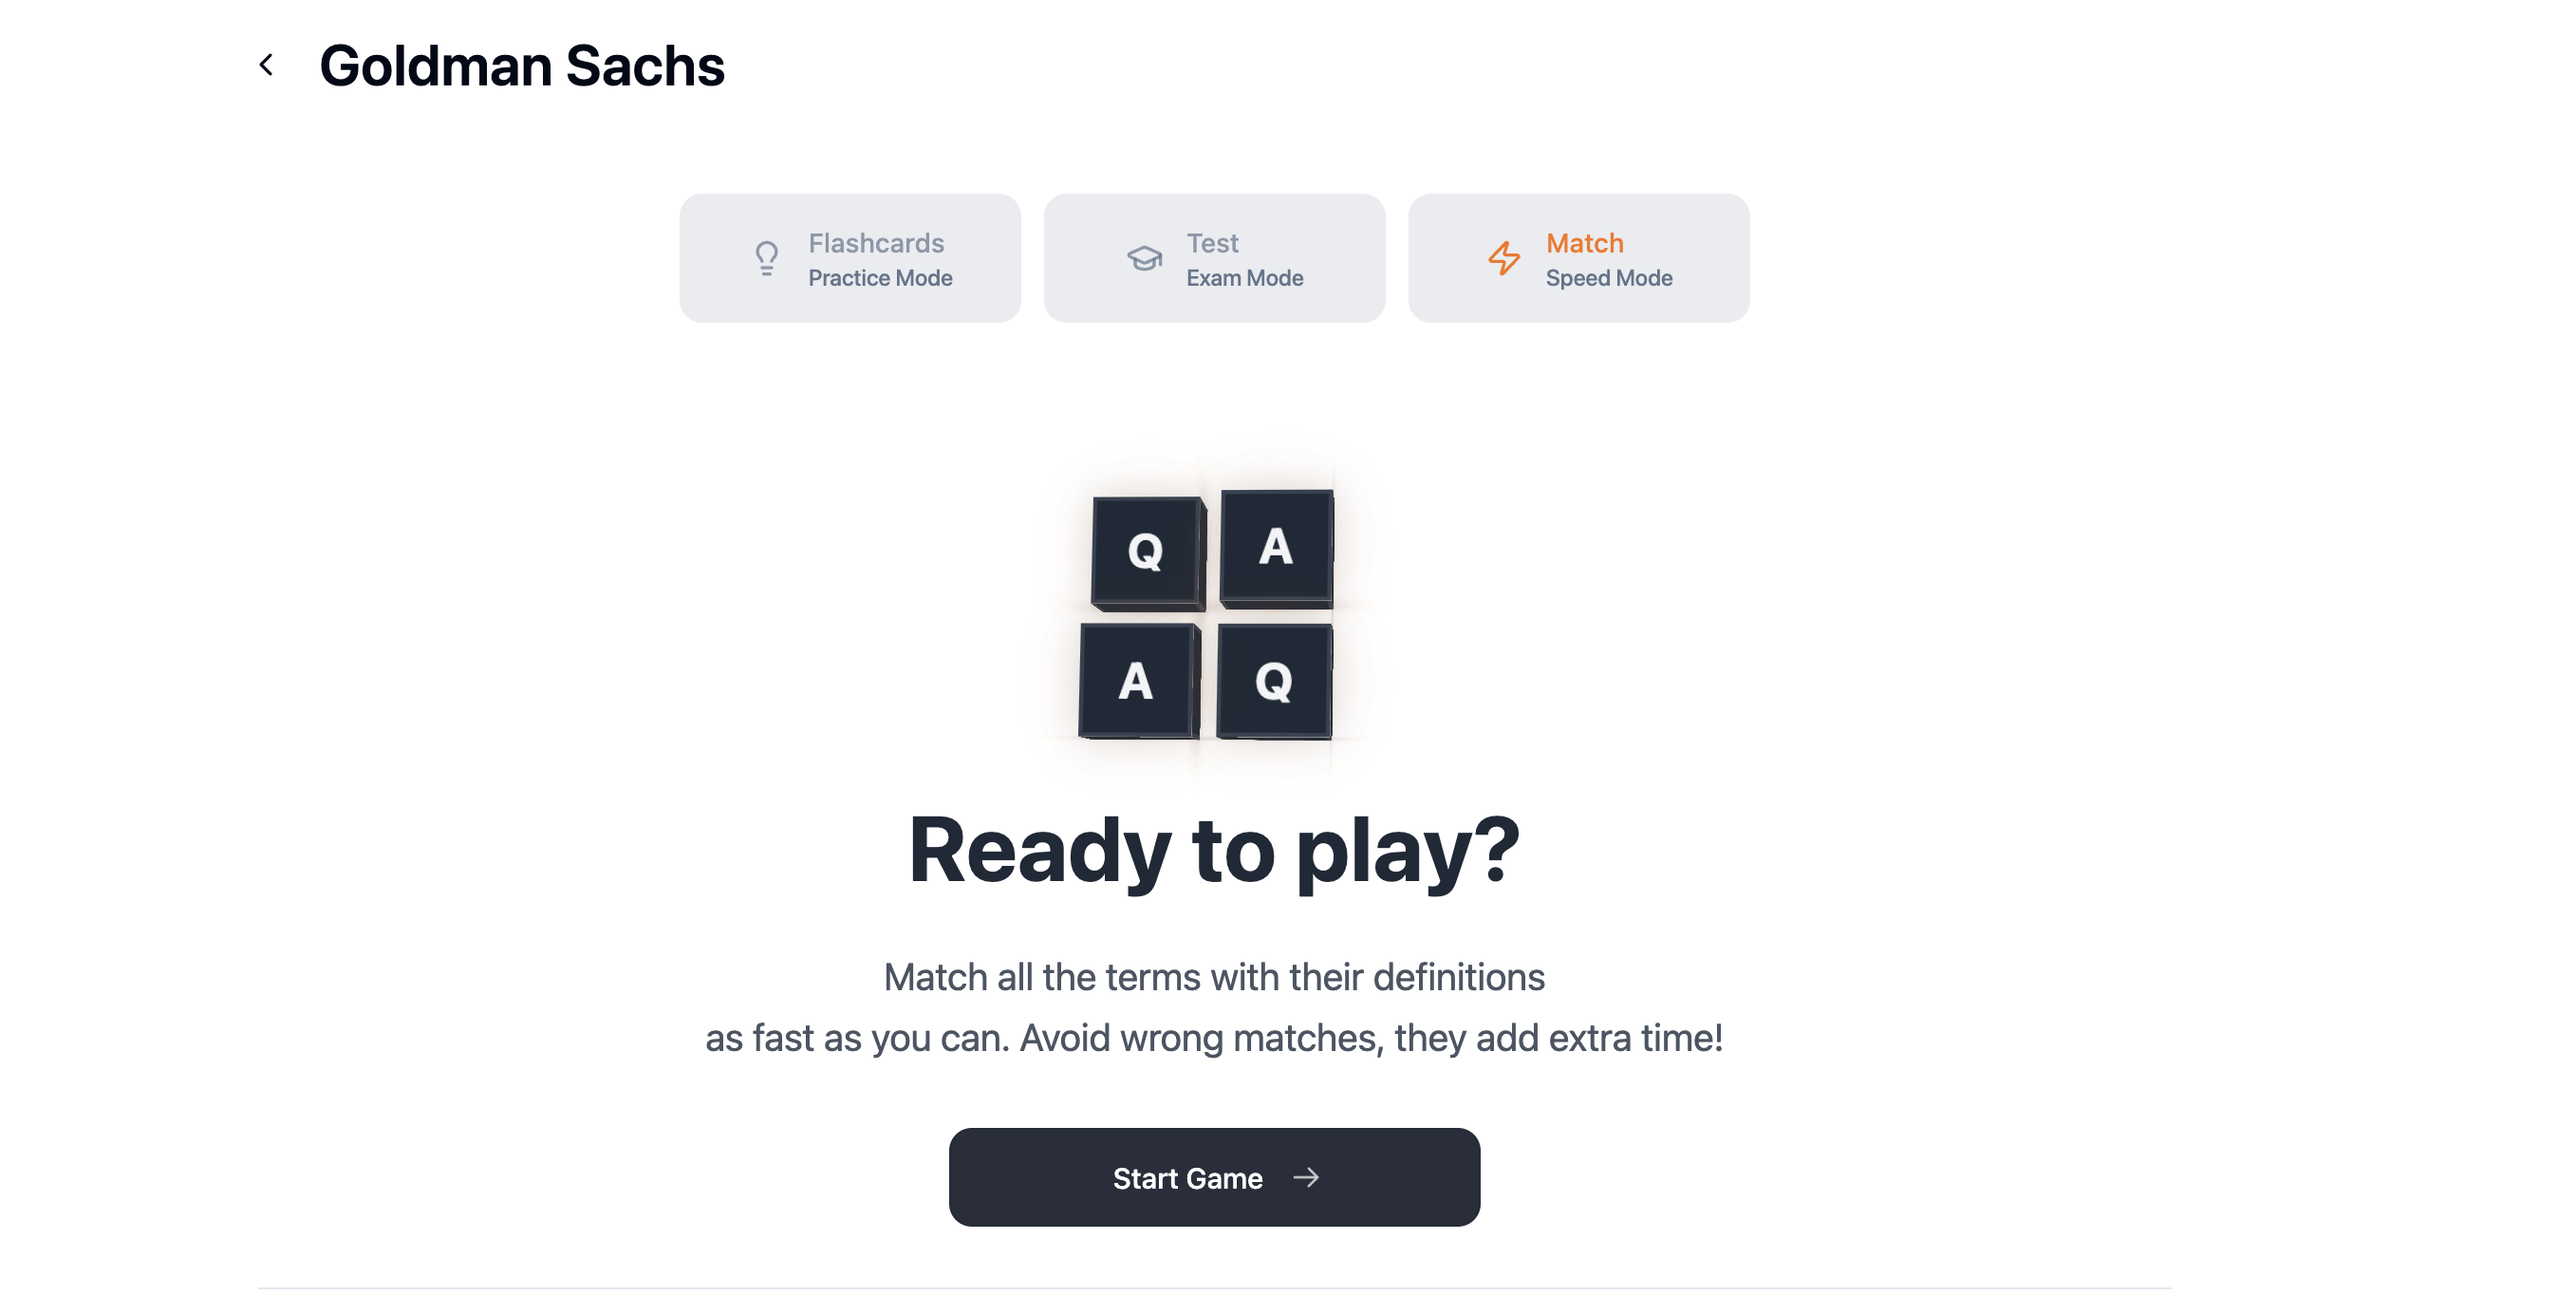 Goldman Sachs
Flashcards
Practice Mode
Test
Exam Mode
Match
Speed Mode
Q
A
A
Q
Ready to play?
Match all the terms with their definitions
as fast as you can. Avoid wrong matches, they add extra time!
Start Game